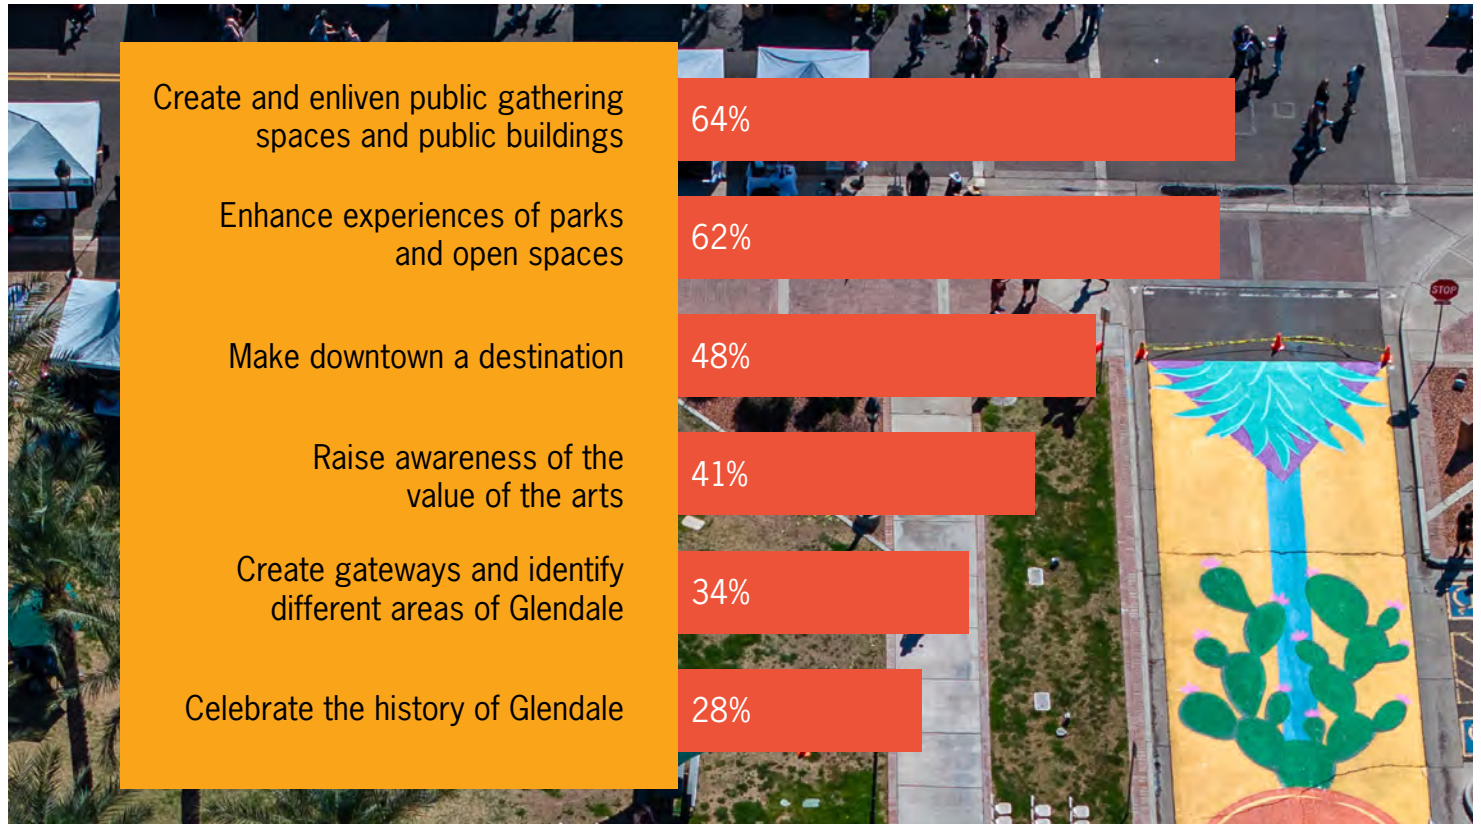 Create and enliven public gathering
spaces and public buildings
64%
Enhance experiences of parks
and open spaces
62%
Make downtown a destination
48%
Raise awareness of the
value of the arts
41%
Create gateways and identify
different areas of Glendale
34%
Celebrate the history of Glendale
28%
STOP